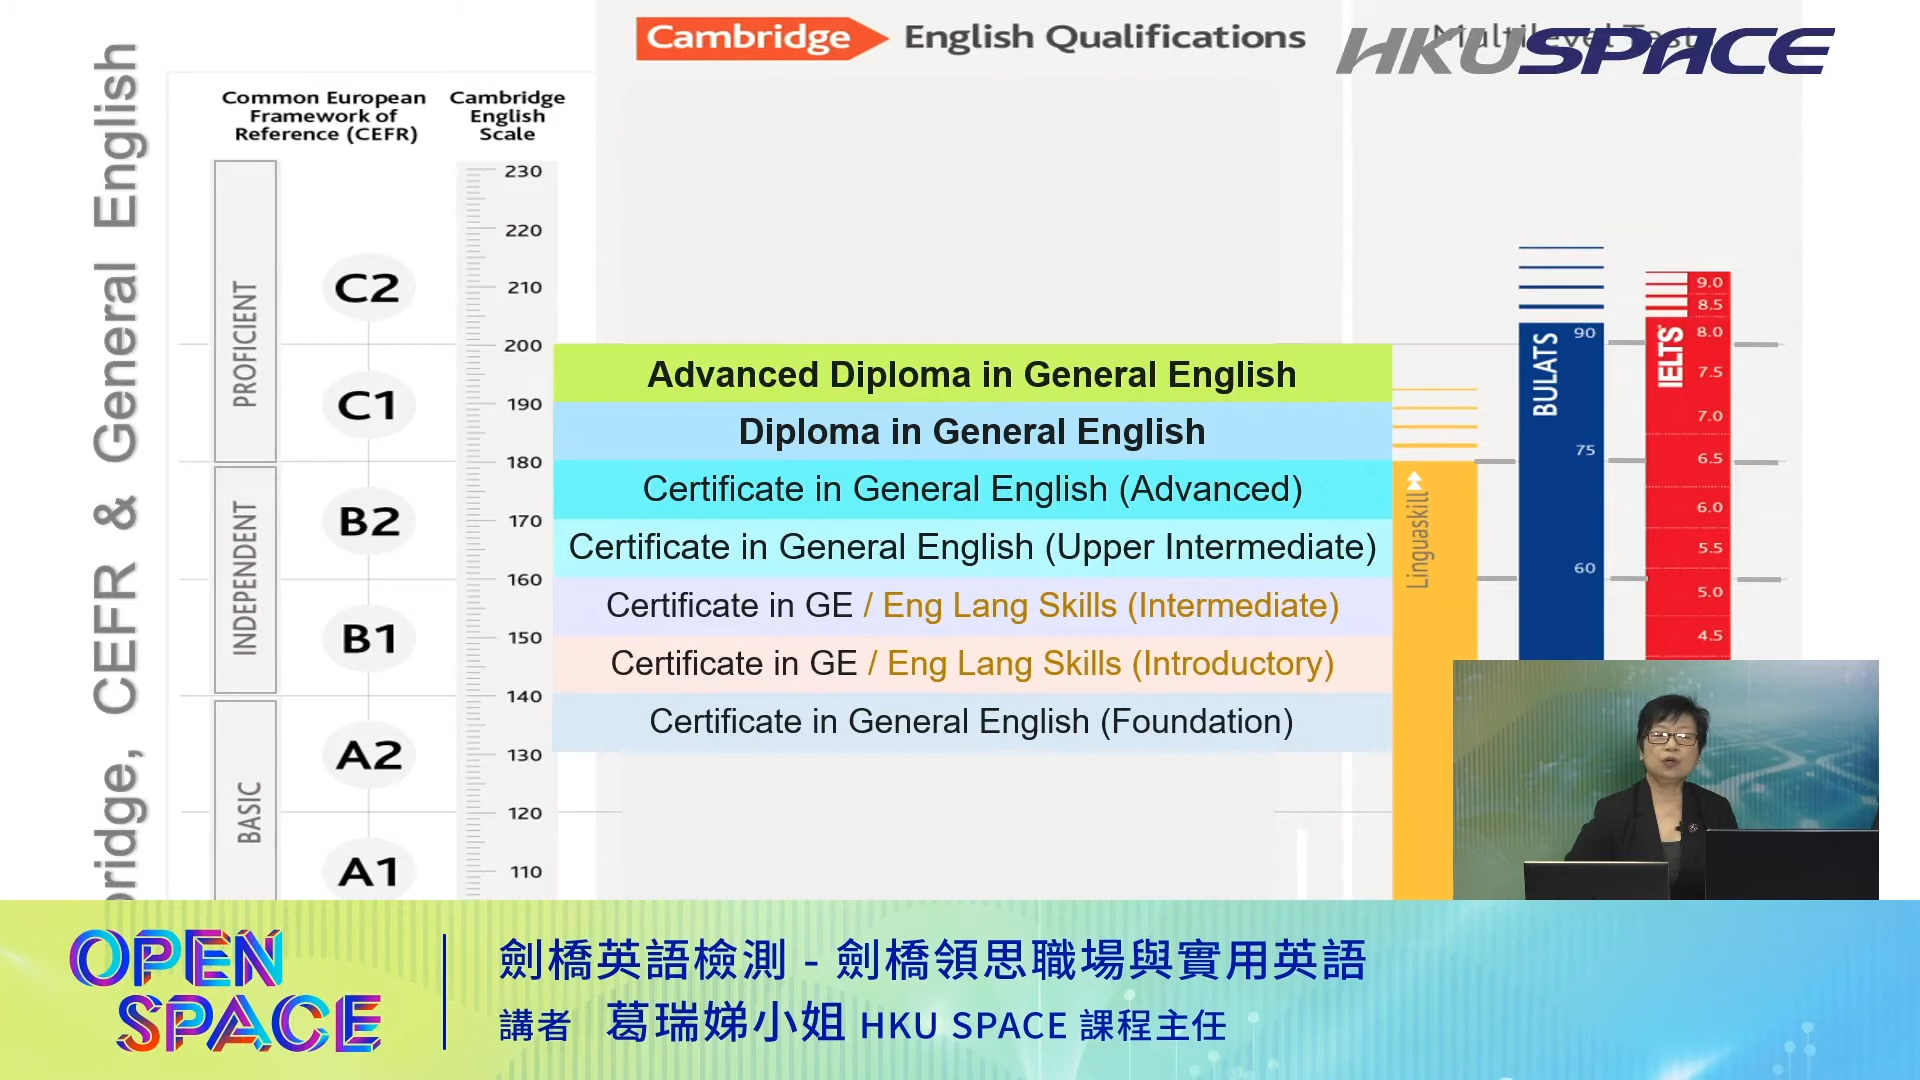 Cambridge English Qualifications
HKUSPACE
Common European
Framework of
Reference (CEFR)
Cambridge
English
Scale
bridge, CEFR & General English
PROFICIENT
INDEPENDENT
BASIC
C2
C1
B2
B1
A2
A1
230
220
210
200
190
180
170
160
150
140
130
120
110
Advanced Diploma in General English
Diploma in General English
Certificate in General English (Advanced)
Certificate in General English (Upper Intermediate)
Certificate in GE / Eng Lang Skills (Intermediate)
Certificate in GE / Eng Lang Skills (Introductory)
Certificate in General English (Foundation)
Linguaskill
BULATS
90
75
60
IELTS
9.0
8.5
8.0
7.5
7.0
6.5
6.0
5.5
5.0
4.5
OPEN
SPACE
劍橋英語檢測 - 劍橋領思職場與實用英語
講者 葛瑞娣小姐 HKU SPACE 課程主任